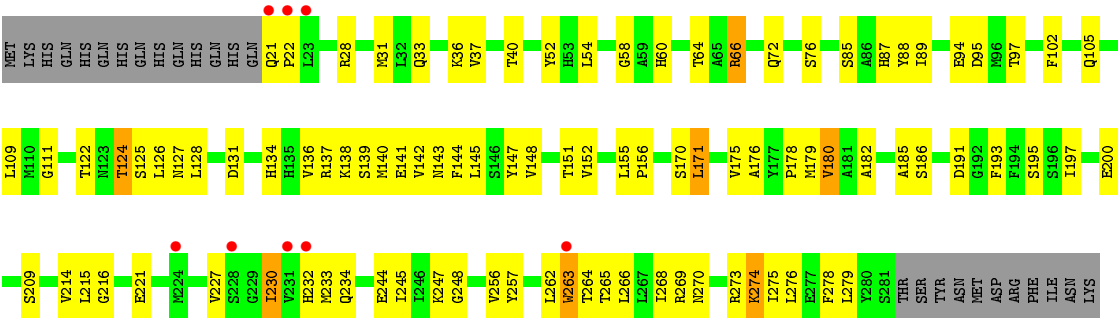 MET LYS HIS GLN HIS GLN HIS GLN HIS GLN HIS GLN HIS GLN Q21 P22 L23 R28 M31 L32 Q33 K36 V37 T40 Y52 H53 L54 G58 A59 H60 T64 A65 R66 Q72 S76 S85 A86 H87 Y88 I89 E94 D95 M96 T97 F102 Q105
L109 M110 G111 T122 N123 T124 S125 L126 N127 L128 D131 H134 H135 V136 R137 K138 S139 M140 E141 V142 N143 F144 L145 S146 Y147 V148 T151 V152 L155 P156 S170 L171 V175 A176 Y177 P178 M179 V180 A181 A182 A185 S186 D191 G192 F193 F194 S195 S196 I197 E200
S209 V214 L215 G216 E221 M224 V227 S228 G229 I230 V231 H232 M233 Q234 E244 I245 I246 K247 G248 V256 Y257 L262 W263 T264 T265 L266 L267 I268 R269 N270 R273 K274 I275 L276 E277 F278 L279 Y280 S281 THR SER TYR ASN MET ASP ARG PHE ILE ASN LYS